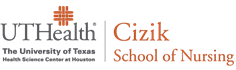 UTHealth
The University of Texas
Health Science Center at Houston
Cizik
School of Nursing